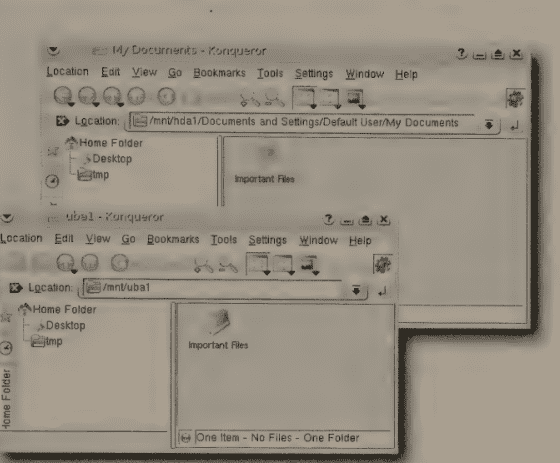 My Documents - Konqueror
Location Edit View Go Bookmarks Tools Settings Window Help
Location: /mnt/hda1/Documents and Settings/Default User/My Documents
Home Folder
Desktop
tmp
Important Files
uba1 - Konqueror
Location Edit View Go Bookmarks Tools Settings Window Help
Location: /mnt/uba1
Home Folder
Desktop
tmp
Important Files
Home Folder
One Item - No Files - One Folder